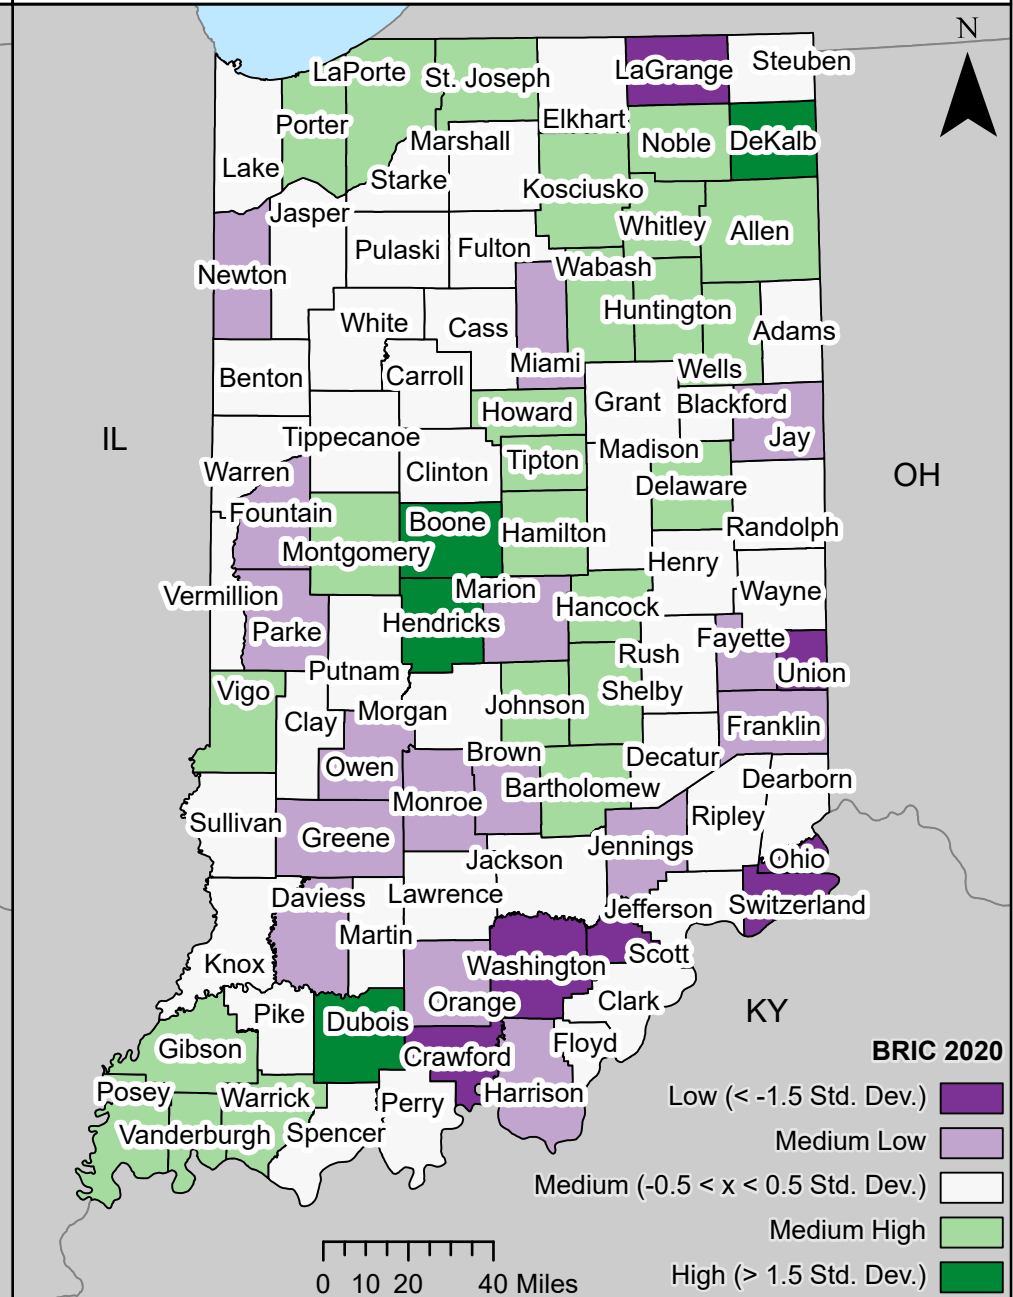 N
LaPorte
St. Joseph
LaGrange
Steuben
Elkhart
Porter
Marshall
Noble
DeKalb
Lake
Starke
Kosciusko
Jasper
Whitley
Allen
Pulaski
Fulton
Newton
Wabash
Huntington
White
Cass
Adams
Miami
Benton
Carroll
Wells
Grant
Blackford
Howard
Jay
Tippecanoe
IL
Madison
Tipton
Warren
Clinton
OH
Delaware
Fountain
Boone
Hamilton
Randolph
Montgomery
Henry
Vermillion
Marion
Wayne
Hancock
Parke
Hendricks
Fayette
Rush
Putnam
Union
Vigo
Shelby
Clay
Morgan
Johnson
Franklin
Brown
Decatur
Owen
Dearborn
Bartholomew
Monroe
Ripley
Sullivan
Greene
Jennings
Jackson
Ohio
Daviess
Lawrence
Jefferson
Switzerland
Martin
Scott
Knox
Washington
Orange
Clark
Pike
KY
Dubois
Gibson
Floyd
Crawford
BRIC 2020
Posey
Warrick
Perry
Harrison
Low (< -1.5 Std. Dev.)
Vanderburgh
Spencer
Medium Low
Medium (-0.5 < x < 0.5 Std. Dev.)
Medium High
High (> 1.5 Std. Dev.)
0 10 20 40 Miles